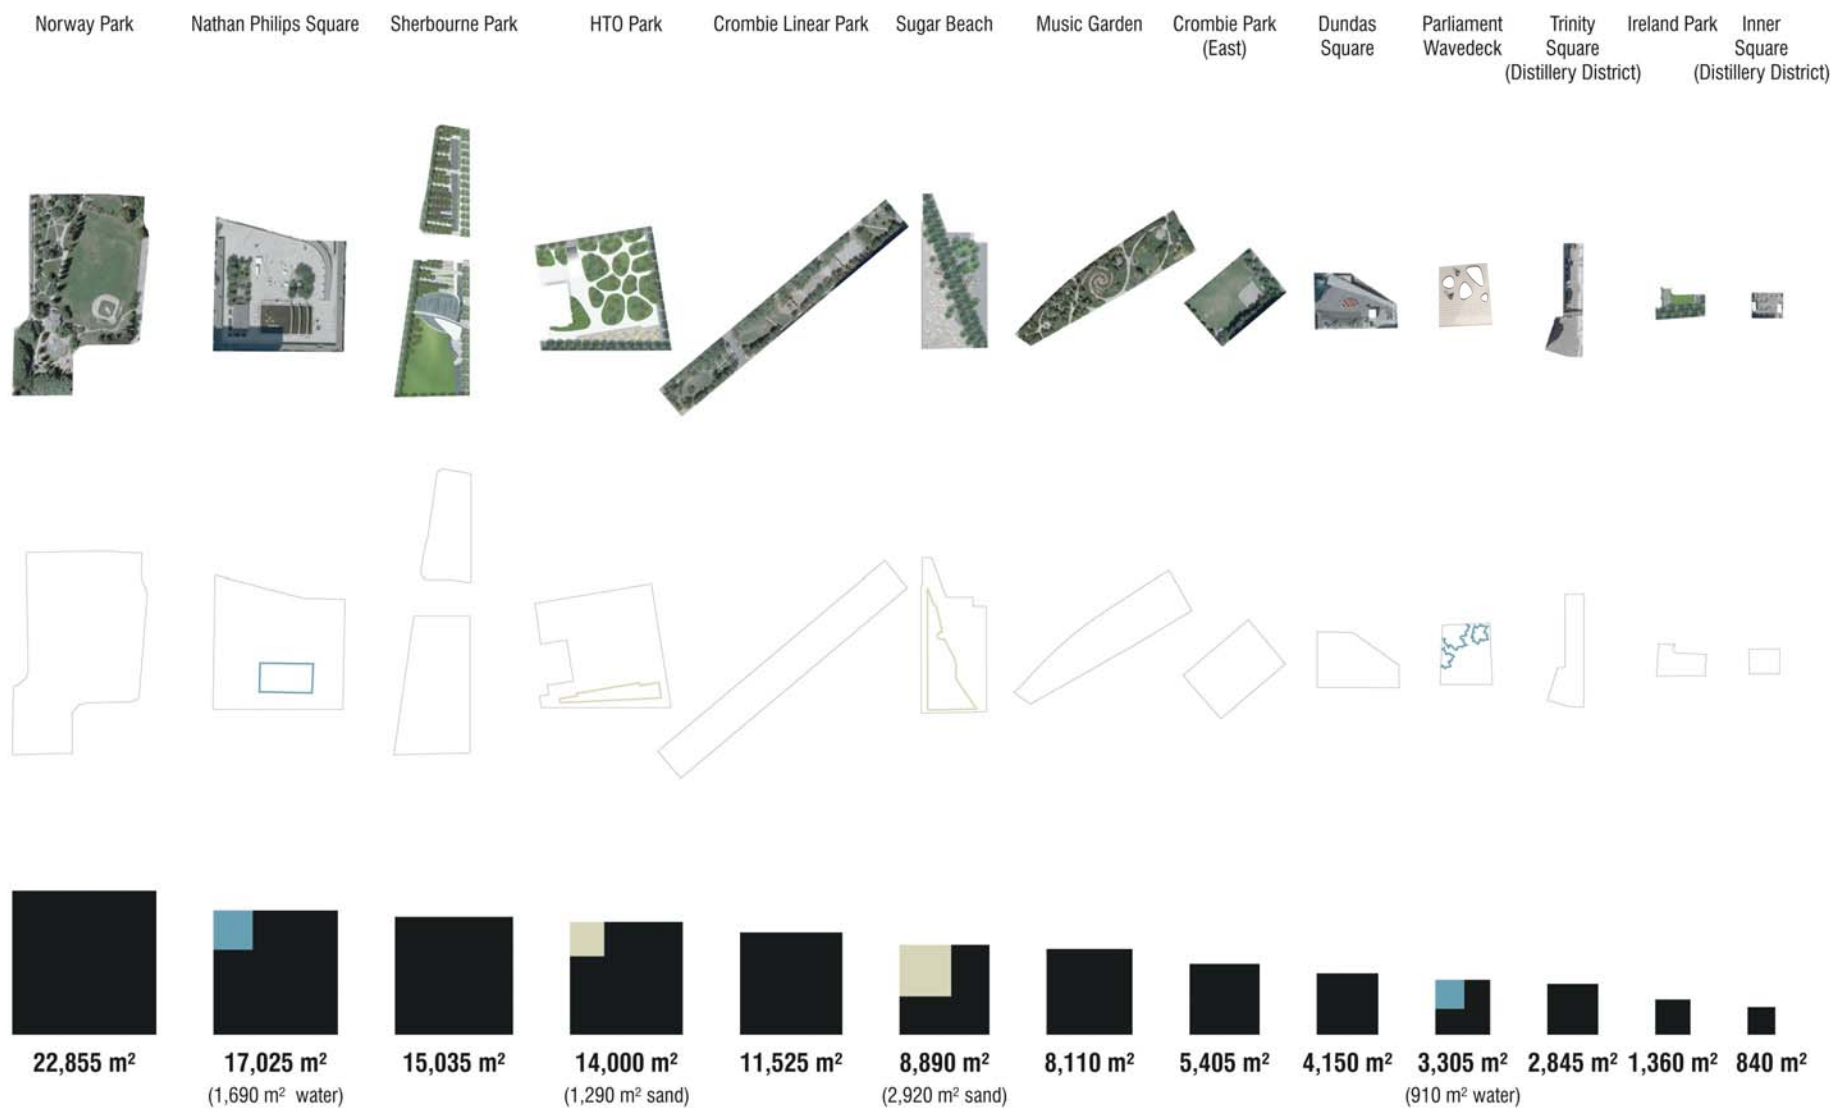 Norway Park
Nathan Philips Square
Sherbourne Park
HTO Park
Crombie Linear Park
Sugar Beach
Music Garden
Crombie Park
(East)
Dundas
Square
Parliament
Wavedeck
Trinity
Square
(Distillery District)
Ireland Park
Inner
Square
(Distillery District)
22,855 m²
17,025 m²
(1,690 m² water)
15,035 m²
14,000 m²
(1,290 m² sand)
11,525 m²
8,890 m²
(2,920 m² sand)
8,110 m²
5,405 m²
4,150 m²
3,305 m²
(910 m² water)
2,845 m²
1,360 m²
840 m²